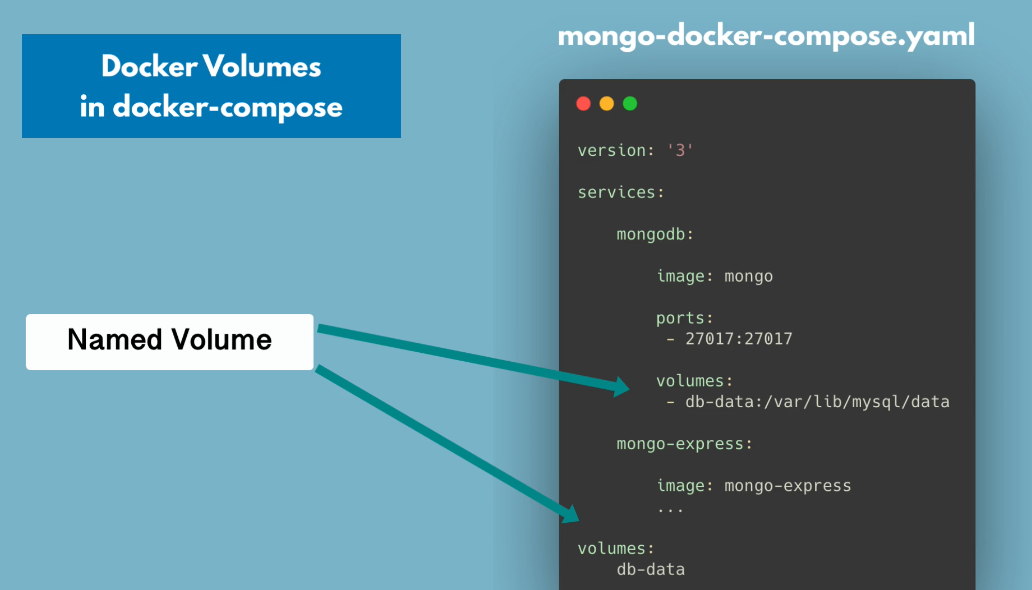 Docker Volumes
in docker-compose
mongo-docker-compose.yaml
version: '3'
services:
mongodb:
image: mongo
ports:
- 27017:27017
Named Volume
volumes:
- db-data:/var/lib/mysql/data
mongo-express:
image: mongo-express
...
volumes:
db-data